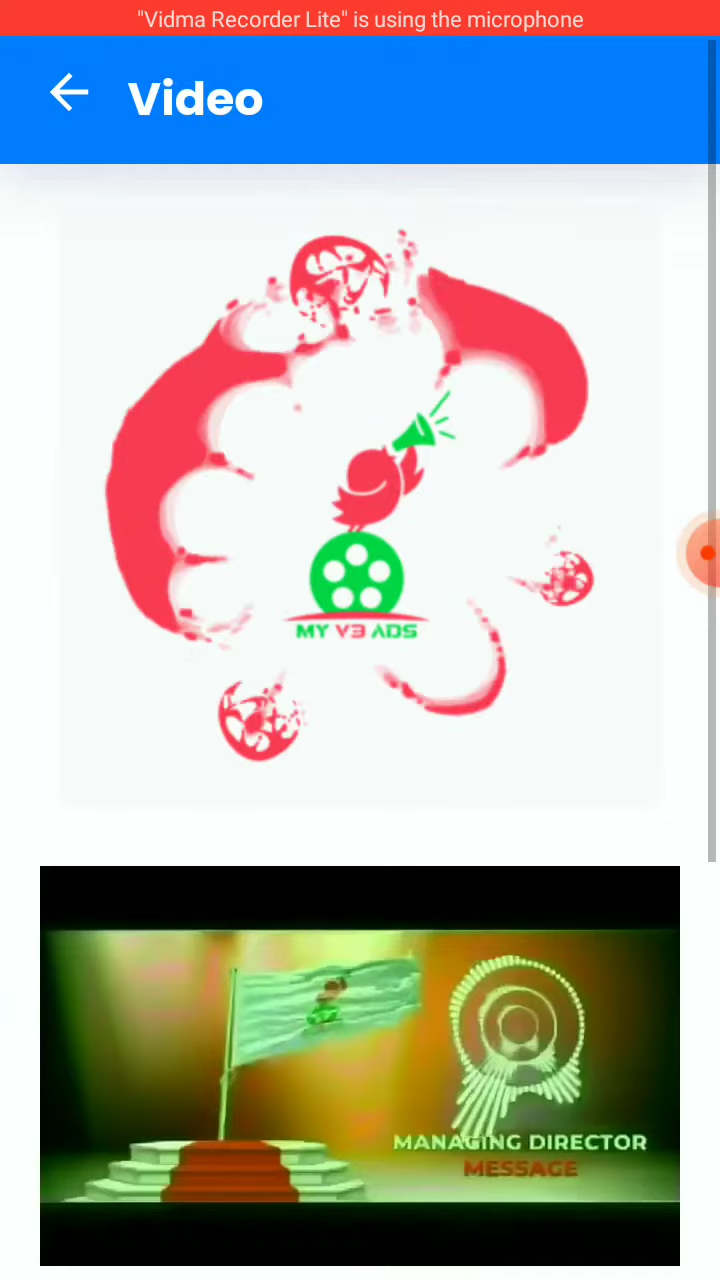 "Vidma Recorder Lite" is using the microphone
Video
MY V3 ADS
MANAGING DIRECTOR
MESSAGE